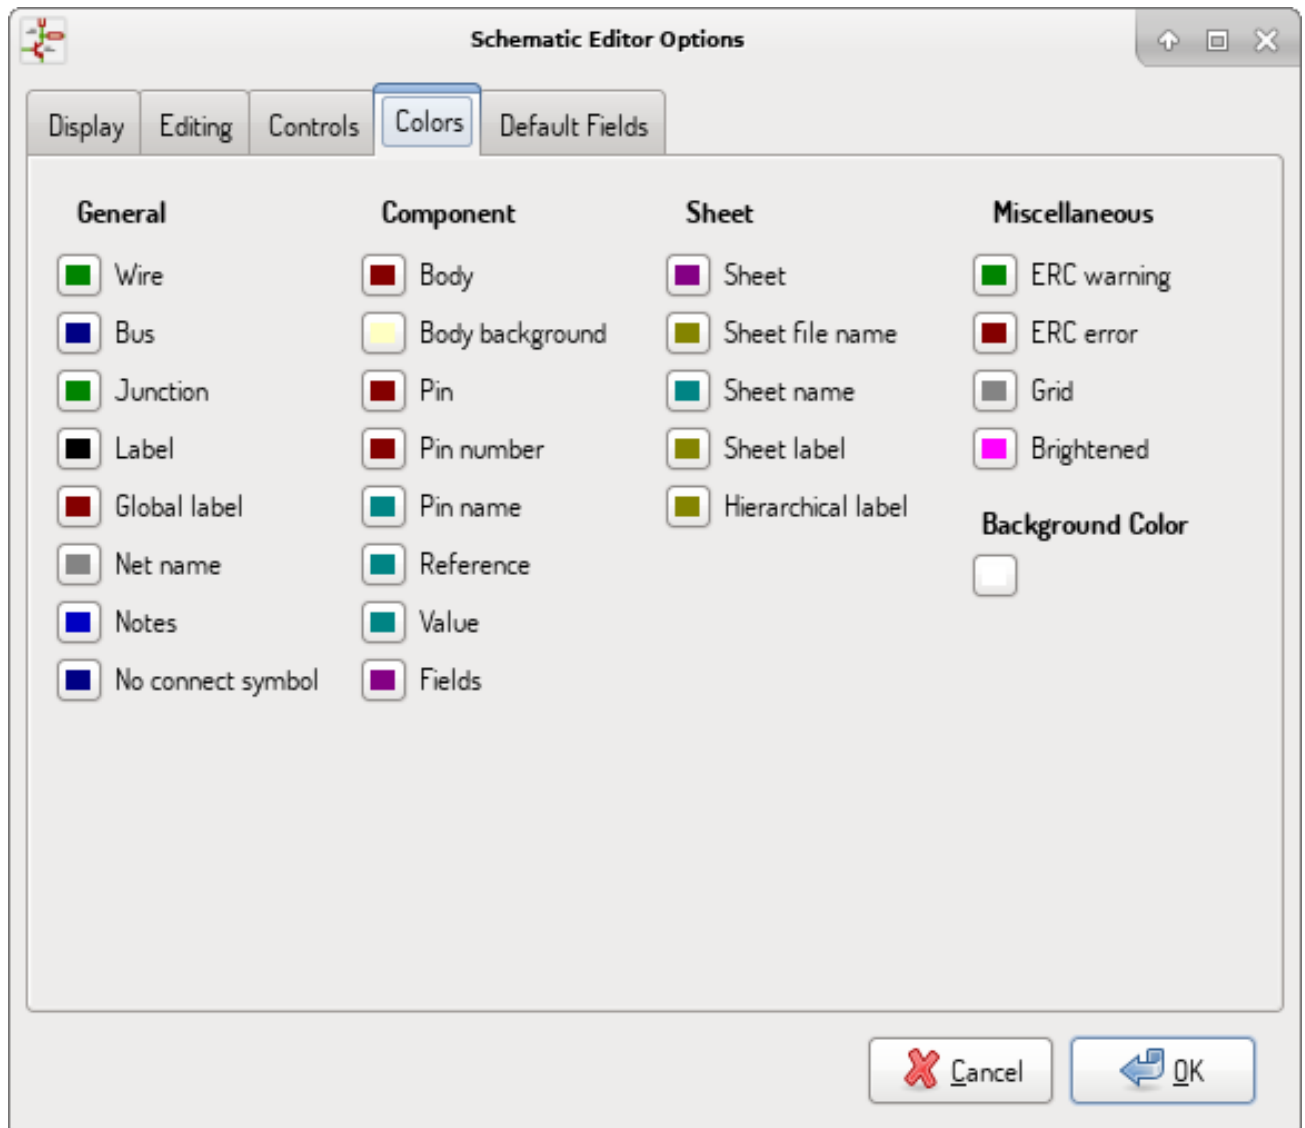 Schematic Editor Options
Display Editing Controls Colors Default Fields
General Component Sheet Miscellaneous
Wire Body Sheet ERC warning
Bus Body background Sheet file name ERC error
Junction Pin Sheet name Grid
Label Pin number Sheet label Brightened
Global label Pin name Hierarchical label Background Color
Net name Reference
Notes Value
No connect symbol Fields
Cancel OK